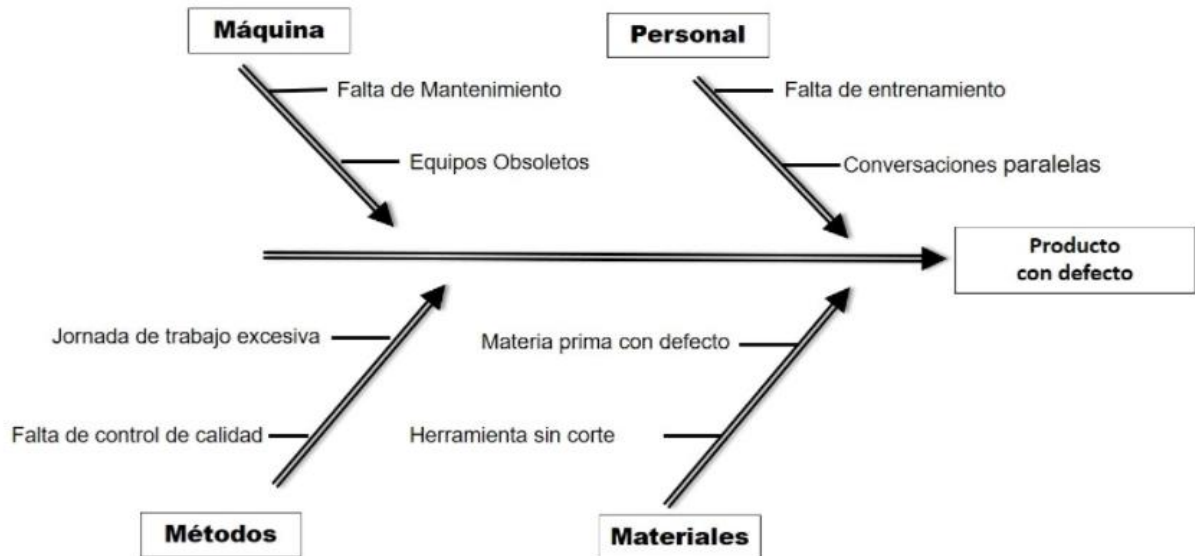 Máquina
Personal
Falta de Mantenimiento
Falta de entrenamiento
Equipos Obsoletos
Conversaciones paralelas
Producto
con defecto
Jornada de trabajo excesiva
Materia prima con defecto
Falta de control de calidad
Herramienta sin corte
Métodos
Materiales